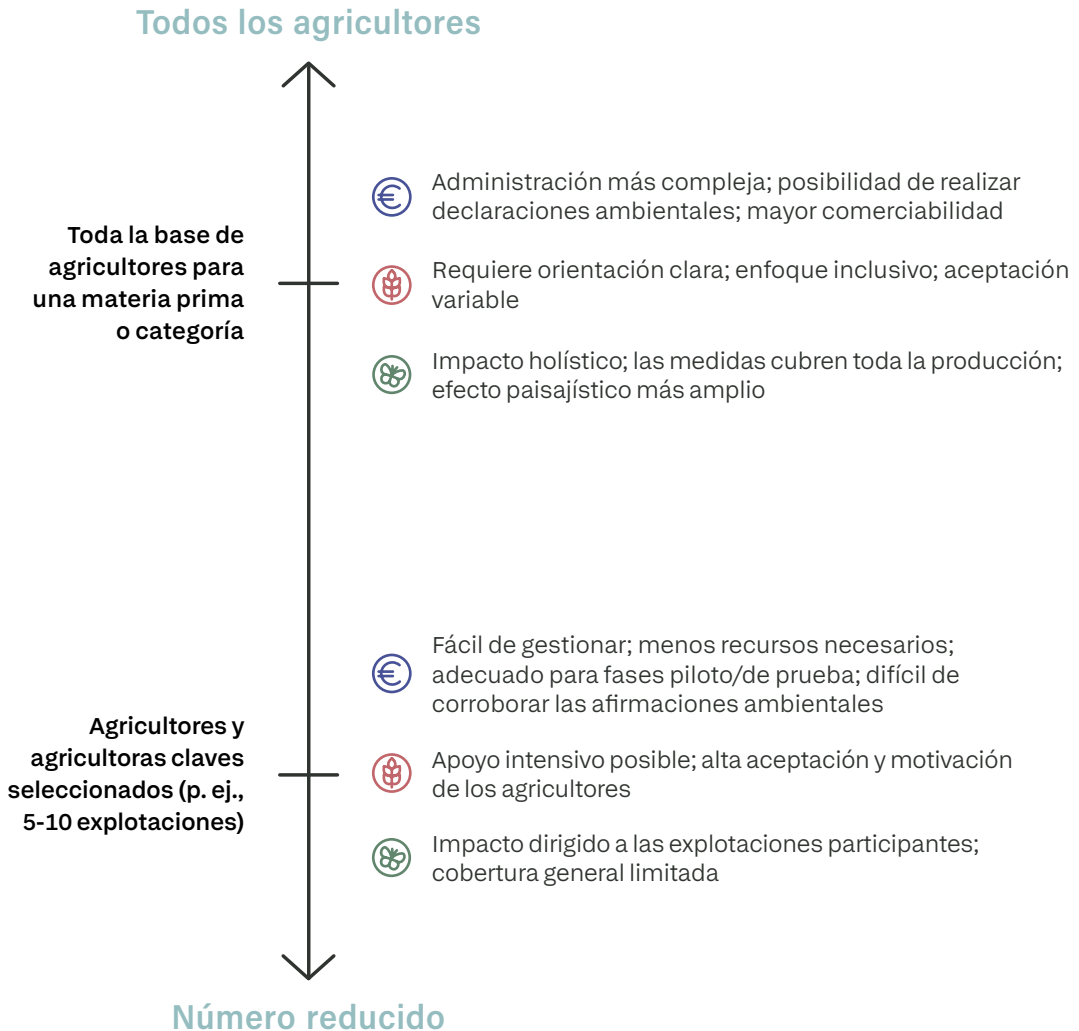 Todos los agricultores
Toda la base de
agricultores para
una materia prima
o categoría
Administración más compleja; posibilidad de realizar
declaraciones ambientales; mayor comerciabilidad
Requiere orientación clara; enfoque inclusivo; aceptación
variable
Impacto holístico; las medidas cubren toda la producción;
efecto paisajístico más amplio
Agricultores y
agricultoras claves
seleccionados (p. ej.,
5-10 explotaciones)
Fácil de gestionar; menos recursos necesarios;
adecuado para fases piloto/de prueba; difícil de
corroborar las afirmaciones ambientales
Apoyo intensivo posible; alta aceptación y motivación
de los agricultores
Impacto dirigido a las explotaciones participantes;
cobertura general limitada
Número reducido